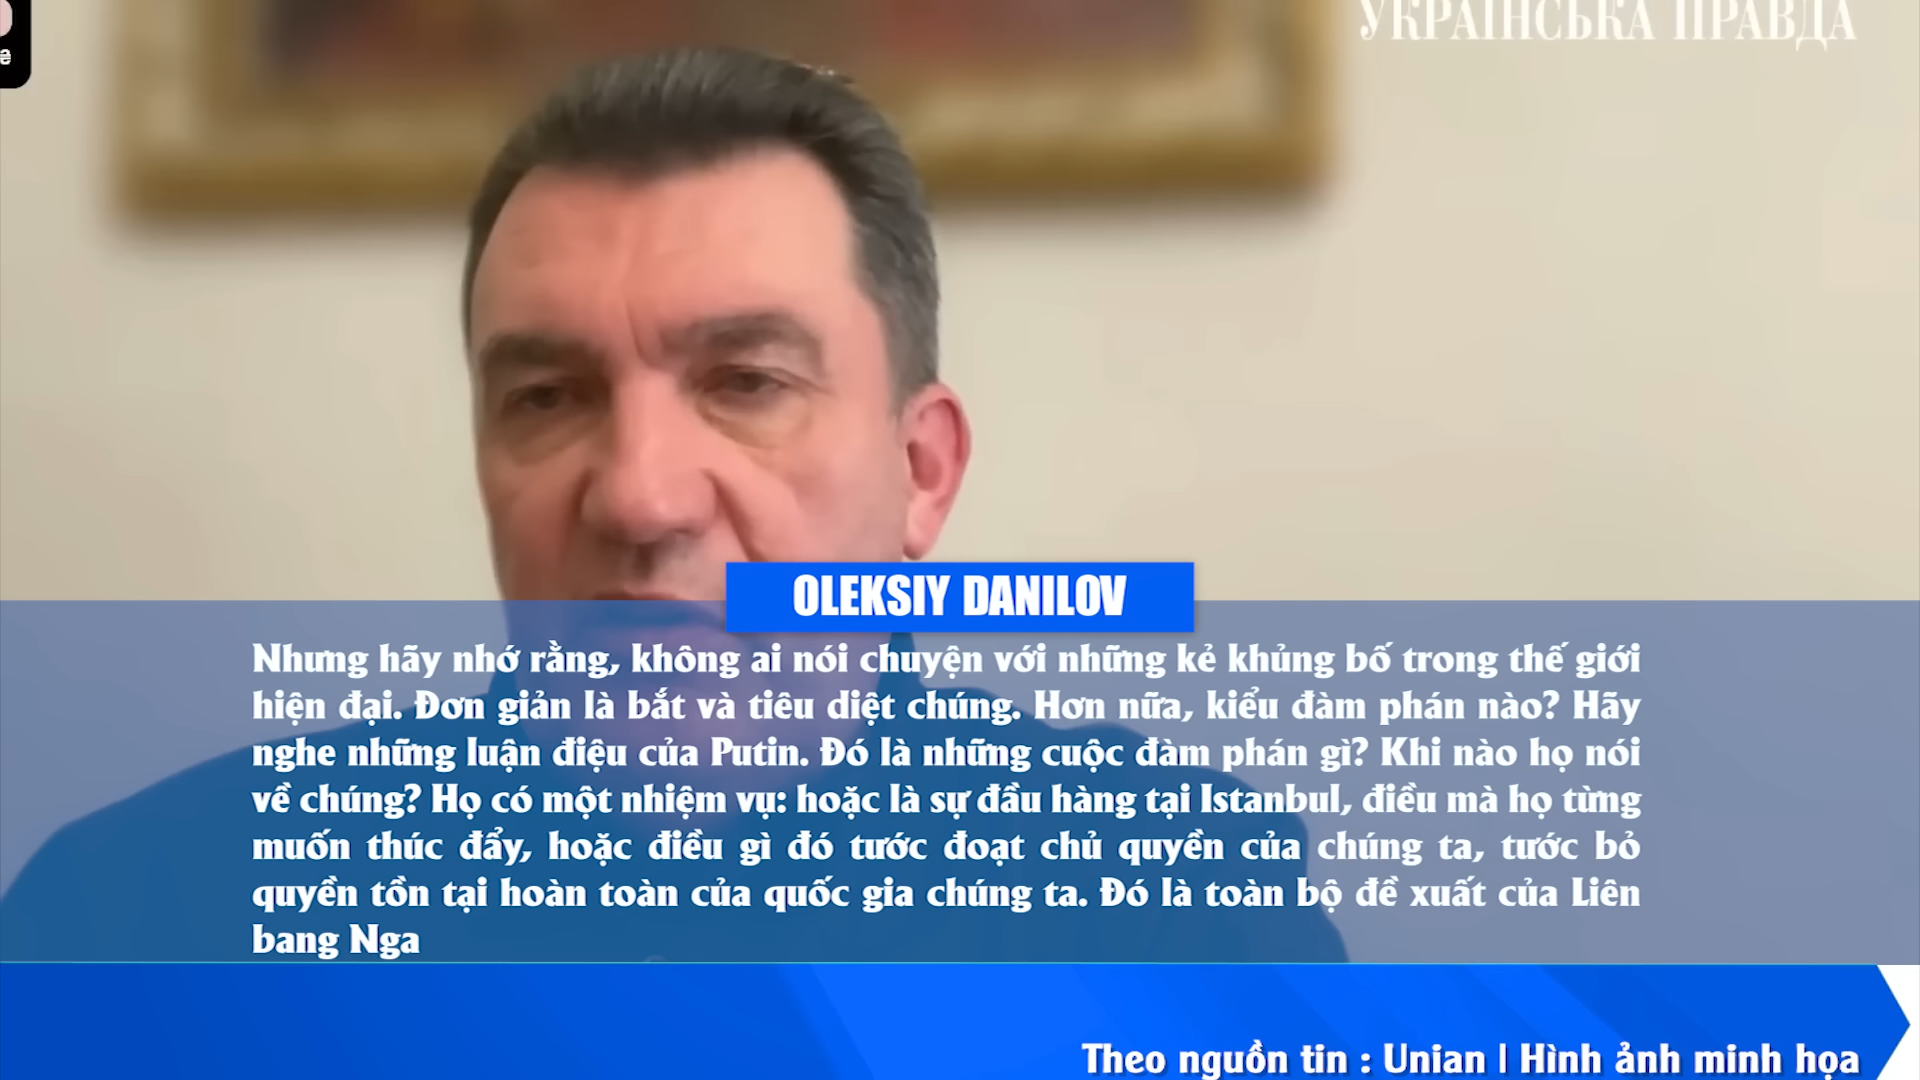 УКРАЇНСЬКА ПРАВДА
OLEKSIY DANILOV
Nhưng hãy nhớ rằng, không ai nói chuyện với những kẻ khủng bố trong thế giới
hiện đại. Đơn giản là bắt và tiêu diệt chúng. Hơn nữa, kiểu đàm phán nào? Hãy
nghe những luận điệu của Putin. Đó là những cuộc đàm phán gì? Khi nào họ nói
về chúng? Họ có một nhiệm vụ: hoặc là sự đầu hàng tại Istanbul, điều mà họ từng
muốn thúc đẩy, hoặc điều gì đó tước đoạt chủ quyền của chúng ta, tước bỏ
quyền tồn tại hoàn toàn của quốc gia chúng ta. Đó là toàn bộ đề xuất của Liên
bang Nga
Theo nguồn tin : Unian | Hình ảnh minh họa